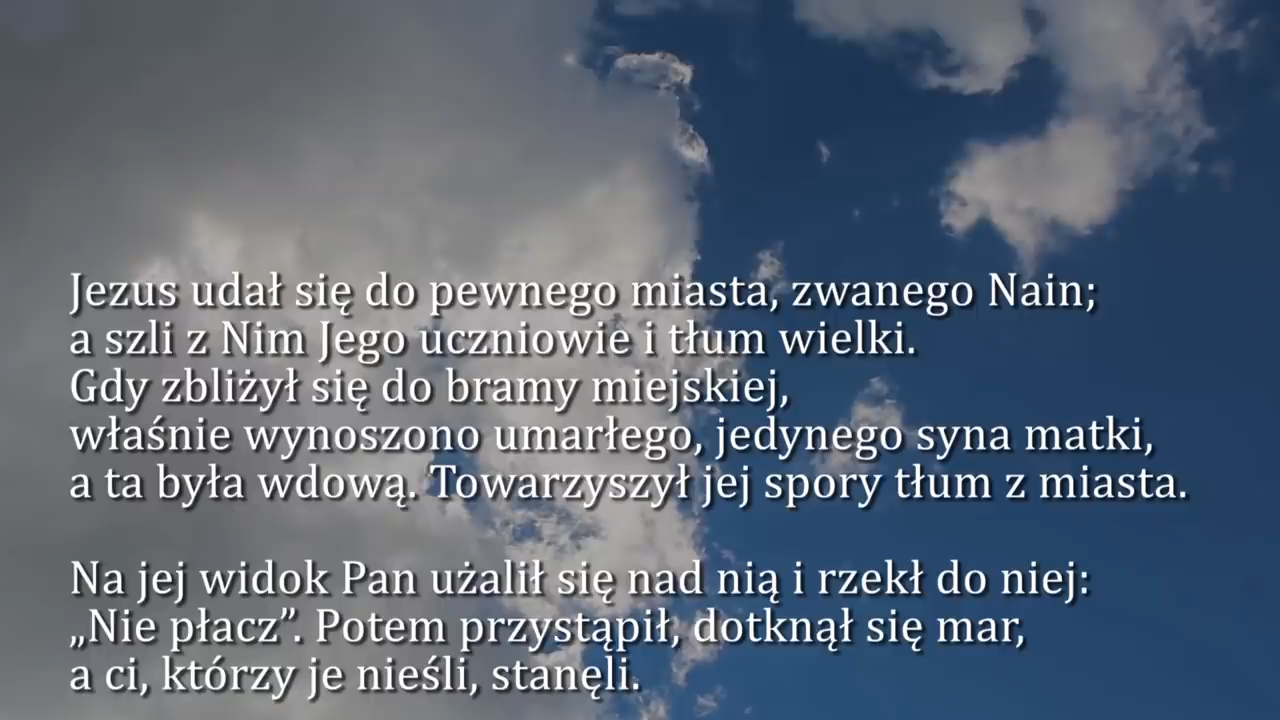 Jezus udał się do pewnego miasta, zwanego Nain;
a szli z Nim Jego uczniowie i tłum wielki.
Gdy zbliżył się do bramy miejskiej,
właśnie wynoszono umarłego, jedynego syna matki,
a ta była wdową. Towarzyszył jej spory tłum z miasta.
Na jej widok Pan użalił się nad nią i rzekł do niej:
„Nie płacz”. Potem przystąpił, dotknął się mar,
a ci, którzy je nieśli, stanęli.